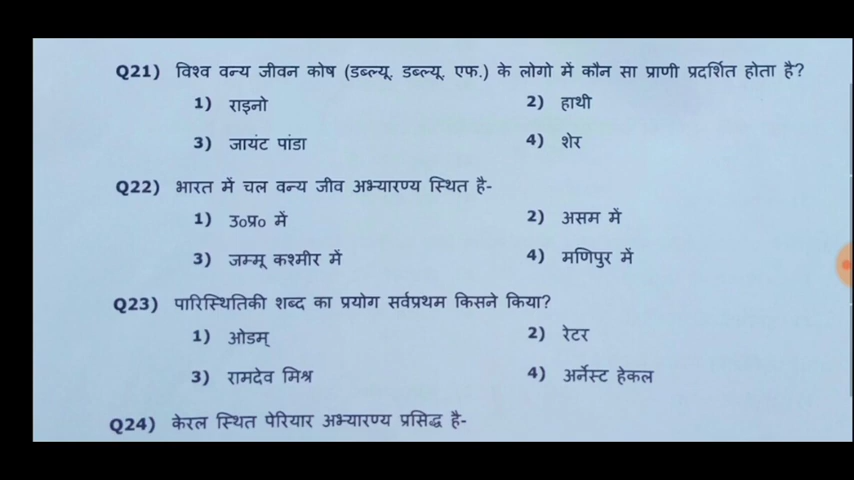 Q21) विश्व वन्य जीवन कोष (डब्ल्यू. डब्ल्यू. एफ.) के लोगो में कौन सा प्राणी प्रदर्शित होता है?
1) राइनो 2) हाथी
3) जायंट पांडा 4) शेर
Q22) भारत में चल वन्य जीव अभ्यारण्य स्थित है-
1) उ०प्र० में 2) असम में
3) जम्मू कश्मीर में 4) मणिपुर में
Q23) पारिस्थितिकी शब्द का प्रयोग सर्वप्रथम किसने किया?
1) ओडम् 2) रेटर
3) रामदेव मिश्र 4) अर्नेस्ट हेकल
Q24) केरल स्थित पेरियार अभ्यारण्य प्रसिद्ध है-